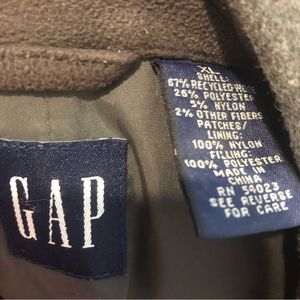 GAP
XL
SHELL:
67% RECYCLED WOOL
26% POLYESTER
5% NYLON
2% OTHER FIBERS
PATCHES/
LINING:
100% NYLON
FILLING:
100% POLYESTER
MADE IN CHINA
RN 54023
SEE REVERSE
FOR CARE